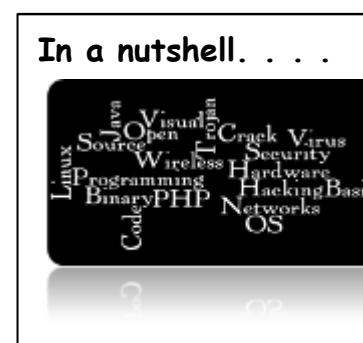 In a nutshell. . . .
Java
Visual
Trojan
Open
Crack
Virus
Source
Security
Wireless
Hardware
Linux
Programming
Hacking
Basi
Binary
PHP
Networks
Code
OS